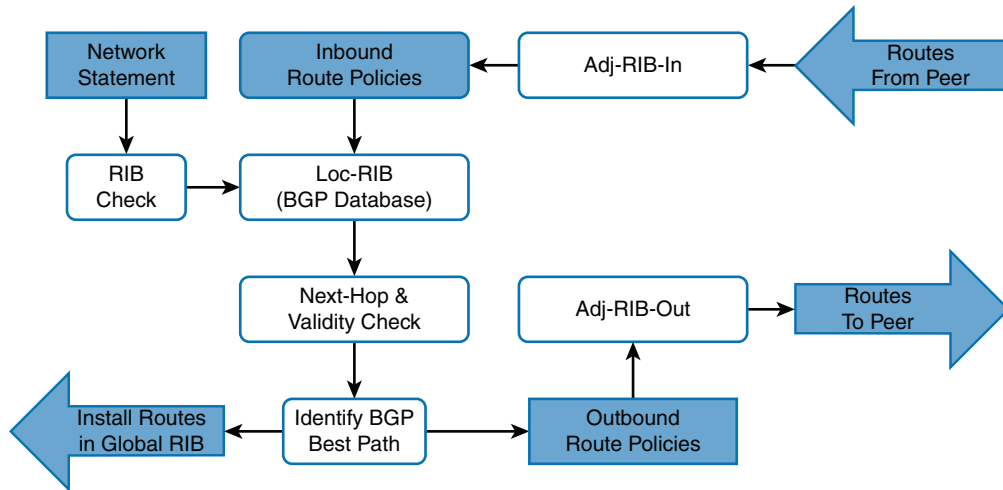 Network
Statement
Inbound
Route Policies
Adj-RIB-In
Routes
From Peer
RIB
Check
Loc-RIB
(BGP Database)
Next-Hop &
Validity Check
Adj-RIB-Out
Routes
To Peer
Install Routes
in Global RIB
Identify BGP
Best Path
Outbound
Route Policies